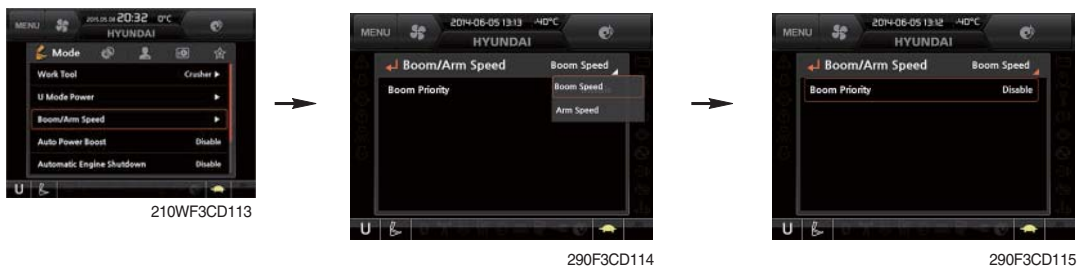 MENU 2015.05.04 20:32 0°C
HYUNDAI
Mode
Work Tool Crusher ▶
U Mode Power ▶
Boom/Arm Speed ▶
Auto Power Boost Disable
Automatic Engine Shutdown Disable
U
210WF3CD113
MENU 2014-06-05 13:13 -40°C
HYUNDAI
Boom/Arm Speed Boom Speed
Boom Priority
Boom Speed
Arm Speed
U
290F3CD114
MENU 2014-06-05 13:12 -40°C
HYUNDAI
Boom/Arm Speed Boom Speed
Boom Priority Disable
U
290F3CD115